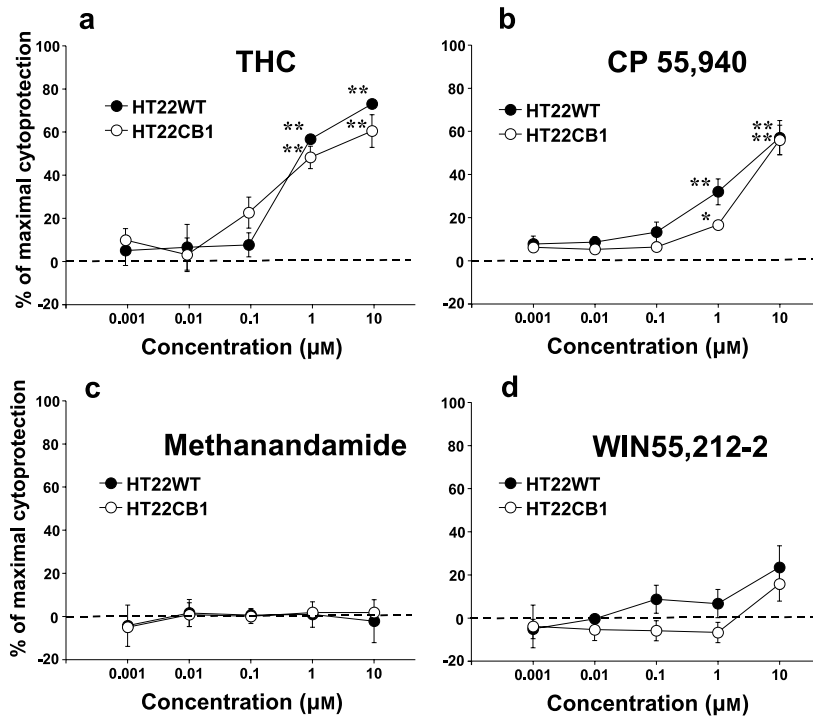 a
THC
HT22WT
HT22CB1
% of maximal cytoprotection
100
80
60
40
20
0
-20
**
**
**
**
0.001 0.01 0.1 1 10
Concentration (μM)
b
CP 55,940
HT22WT
HT22CB1
100
80
60
40
20
0
-20
**
*
**
**
0.001 0.01 0.1 1 10
Concentration (μM)
c
Methanandamide
HT22WT
HT22CB1
% of maximal cytoprotection
100
80
60
40
20
0
-20
0.001 0.01 0.1 1 10
Concentration (μM)
d
WIN55,212-2
HT22WT
HT22CB1
100
80
60
40
20
0
-20
0.001 0.01 0.1 1 10
Concentration (μM)